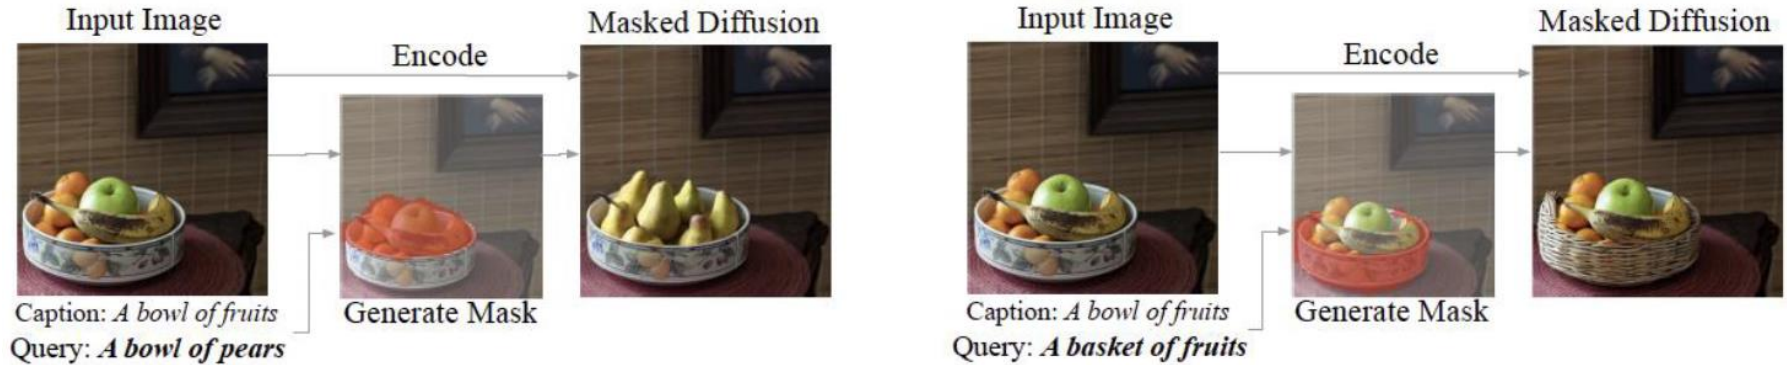 Input Image
Encode
Masked Diffusion
Generate Mask
Caption: A bowl of fruits
Query: A bowl of pears
Input Image
Encode
Masked Diffusion
Generate Mask
Caption: A bowl of fruits
Query: A basket of fruits